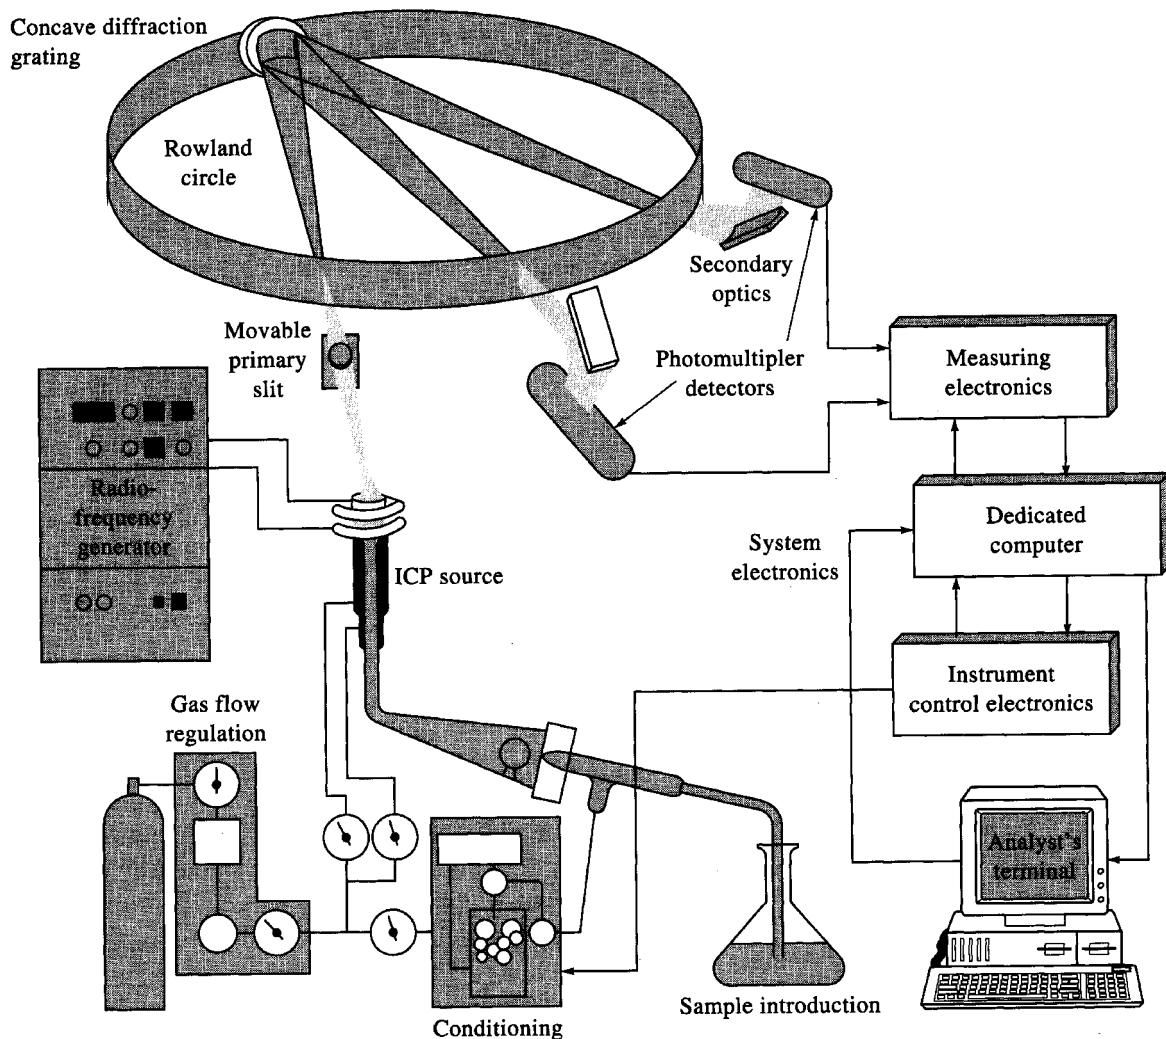 Concave diffraction
grating
Rowland
circle
Secondary
optics
Movable
primary
slit
Photomultipler
detectors
Measuring
electronics
Radio-
frequency
generator
Dedicated
computer
System
electronics
ICP source
Instrument
control electronics
Gas flow
regulation
Analyst's
terminal
Sample introduction
Conditioning